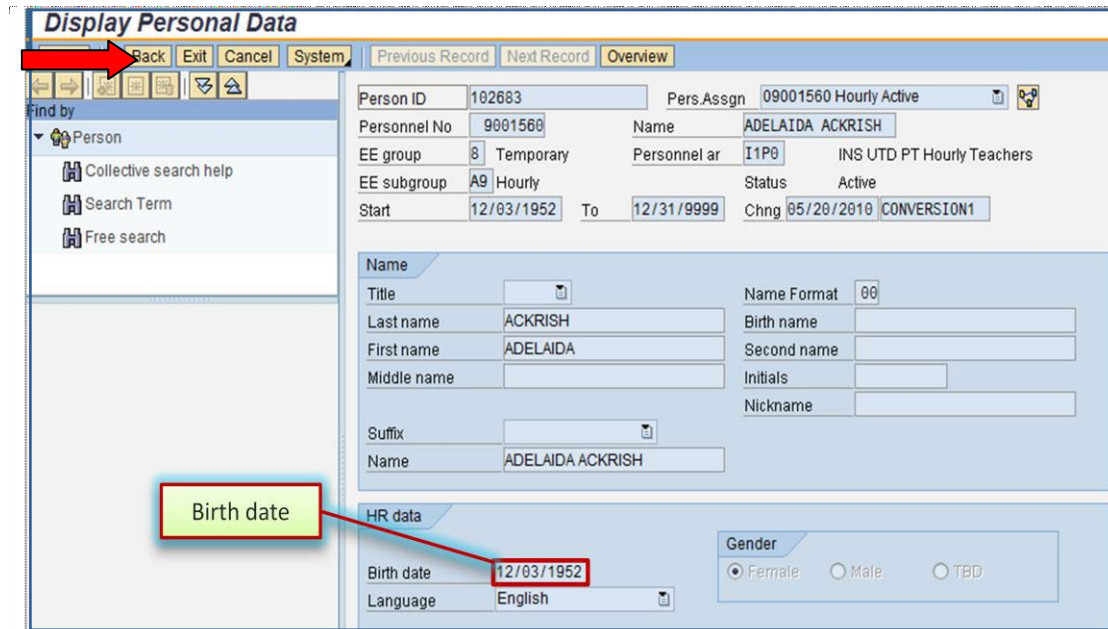 Display Personal Data
Back Exit Cancel System Previous Record Next Record Overview
Find by
Person
Collective search help
Search Term
Free search
Person ID 102683 Pers.Assgn 09001560 Hourly Active
Personnel No 9001560 Name ADELAIDA ACKRISH
EE group 8 Temporary Personnel ar I1P0 INS UTD PT Hourly Teachers
EE subgroup A9 Hourly Status Active
Start 12/03/1952 To 12/31/9999 Chng 05/20/2010 CONVERSION1
Name
Title Name Format 00
Last name ACKRISH Birth name
First name ADELAIDA Second name
Middle name Initials
Nickname
Suffix
Name ADELAIDA ACKRISH
Birth date
HR data
Gender
Birth date 12/03/1952 Female Male TBD
Language English